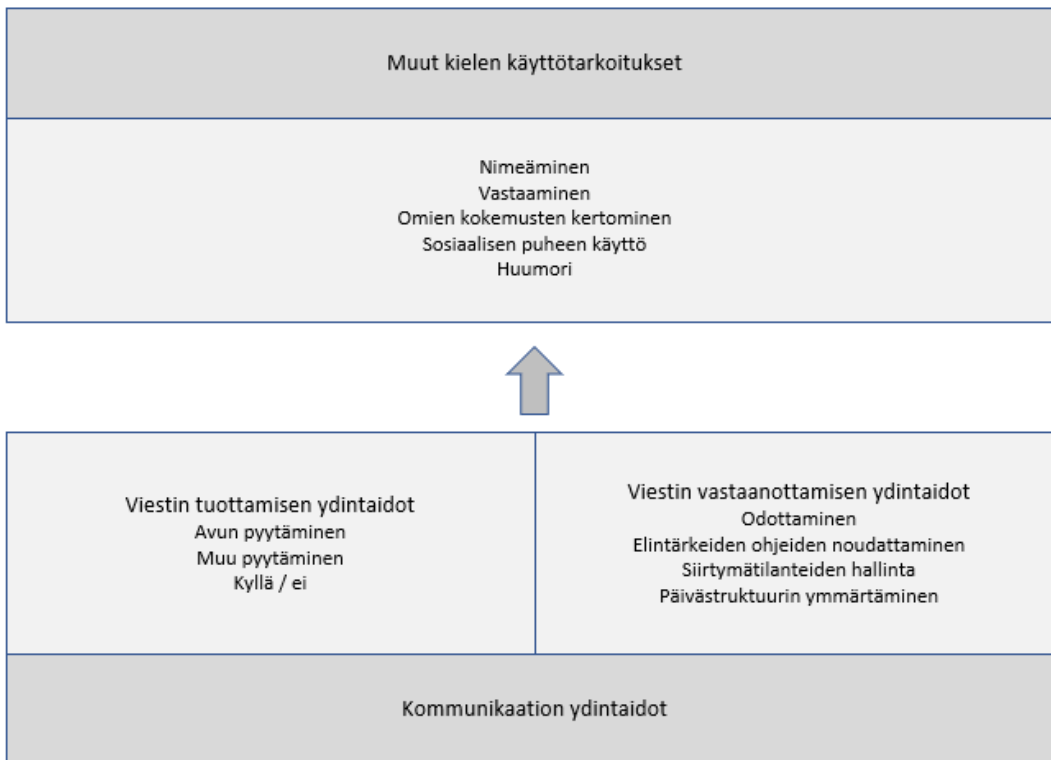 Muut kielen käyttötarkoitukset
Nimeäminen
Vastaaminen
Omien kokemusten kertominen
Sosiaalisen puheen käyttö
Huumori
Viestin tuottamisen ydintaidot
Avun pyytäminen
Muu pyytäminen
Kyllä / ei
Viestin vastaanottamisen ydintaidot
Odottaminen
Elintärkeiden ohjeiden noudattaminen
Siirtymätilanteiden hallinta
Päivästruktuurin ymmärtäminen
Kommunikaation ydintaidot